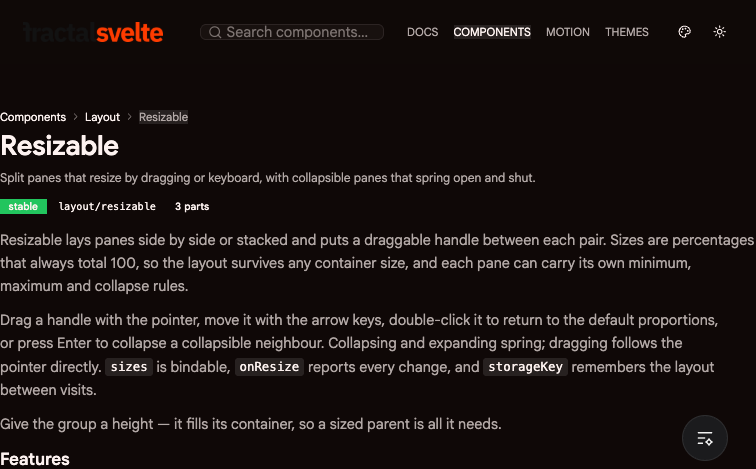 fractalsvelte
Search components...
DOCS
COMPONENTS
MOTION
THEMES
Components > Layout > Resizable
Resizable
Split panes that resize by dragging or keyboard, with collapsible panes that spring open and shut.
stable layout/resizable 3 parts
Resizable lays panes side by side or stacked and puts a draggable handle between each pair. Sizes are percentages
that always total 100, so the layout survives any container size, and each pane can carry its own minimum,
maximum and collapse rules.
Drag a handle with the pointer, move it with the arrow keys, double-click it to return to the default proportions,
or press Enter to collapse a collapsible neighbour. Collapsing and expanding spring; dragging follows the
pointer directly. sizes is bindable, onResize reports every change, and storageKey remembers the layout
between visits.
Give the group a height — it fills its container, so a sized parent is all it needs.
Features